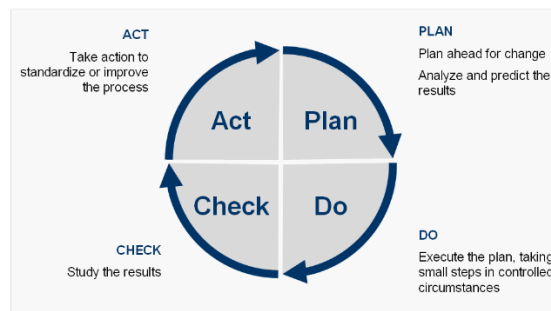 ACT
Take action to
standardize or improve
the process
PLAN
Plan ahead for change
Analyze and predict the
results
Act
Plan
Check
Do
CHECK
Study the results
DO
Execute the plan, taking
small steps in controlled
circumstances